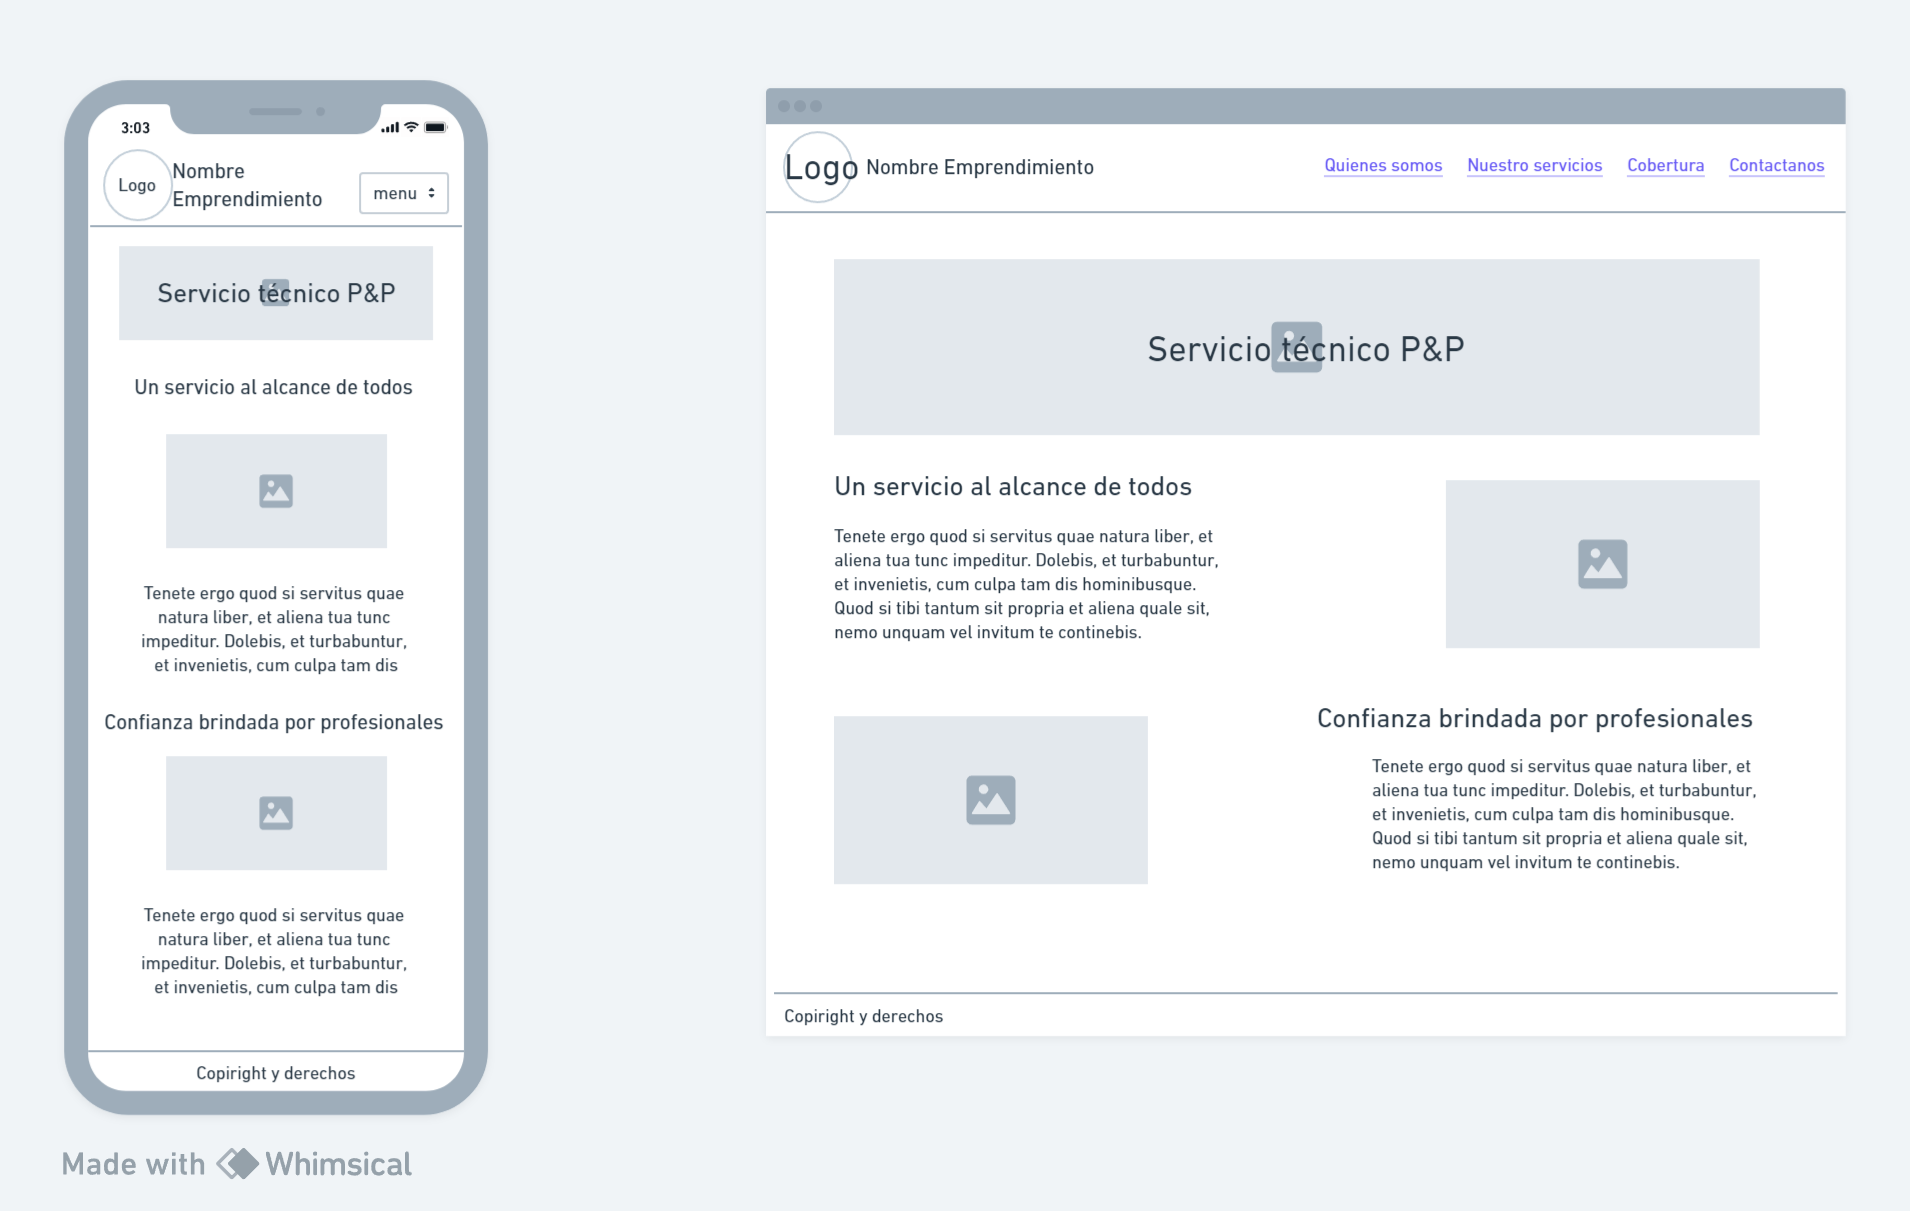 3:03
Logo
Nombre
Emprendimiento
menu
Servicio técnico P&P
Un servicio al alcance de todos
Tenete ergo quod si servitus quae
natura liber, et aliena tua tunc
impeditur. Dolebis, et turbabuntur,
et invenietis, cum culpa tam dis
Confianza brindada por profesionales
Tenete ergo quod si servitus quae
natura liber, et aliena tua tunc
impeditur. Dolebis, et turbabuntur,
et invenietis, cum culpa tam dis
Copiright y derechos
Logo Nombre Emprendimiento
Quienes somos Nuestro servicios Cobertura Contactanos
Servicio técnico P&P
Un servicio al alcance de todos
Tenete ergo quod si servitus quae natura liber, et
aliena tua tunc impeditur. Dolebis, et turbabuntur,
et invenietis, cum culpa tam dis hominibusque.
Quod si tibi tantum sit propria et aliena quale sit,
nemo unquam vel invitum te continebis.
Confianza brindada por profesionales
Tenete ergo quod si servitus quae natura liber, et
aliena tua tunc impeditur. Dolebis, et turbabuntur,
et invenietis, cum culpa tam dis hominibusque.
Quod si tibi tantum sit propria et aliena quale sit,
nemo unquam vel invitum te continebis.
Copiright y derechos
Made with Whimsical